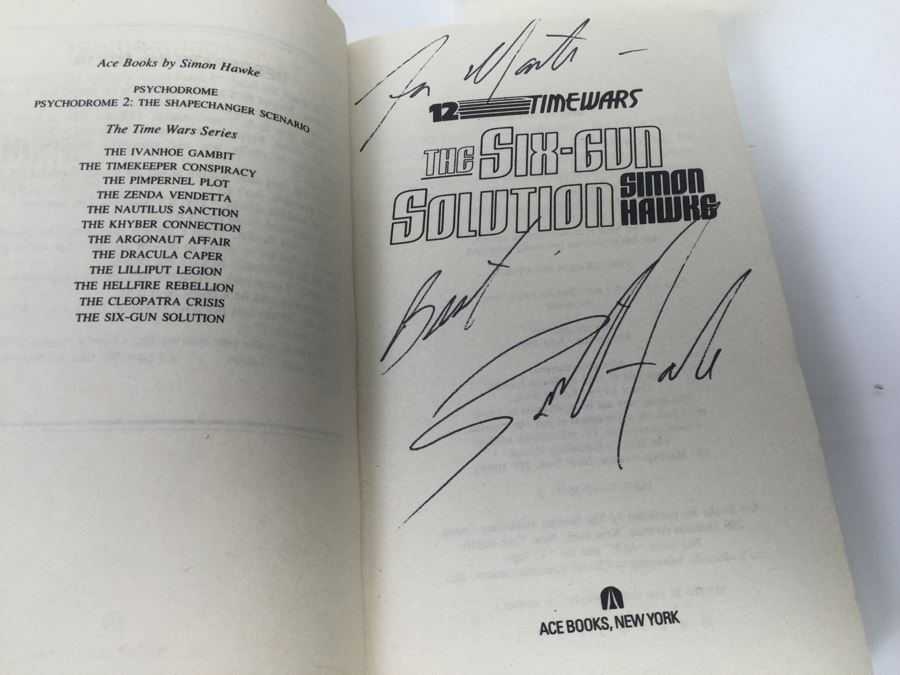 Ace Books by Simon Hawke
PSYCHODROME
PSYCHODROME 2: THE SHAPECHANGER SCENARIO
The Time Wars Series
THE IVANHOE GAMBIT
THE TIMEKEEPER CONSPIRACY
THE PIMPERNEL PLOT
THE ZENDA VENDETTA
THE NAUTILUS SANCTION
THE KHYBER CONNECTION
THE ARGONAUT AFFAIR
THE DRACULA CAPER
THE LILLIPUT LEGION
THE HELLFIRE REBELLION
THE CLEOPATRA CRISIS
THE SIX-GUN SOLUTION
For
12 TIMEWARS
THE SIX-GUN
SOLUTION SIMON
HAWKE
Best,
Simon Hawke
ACE BOOKS, NEW YORK